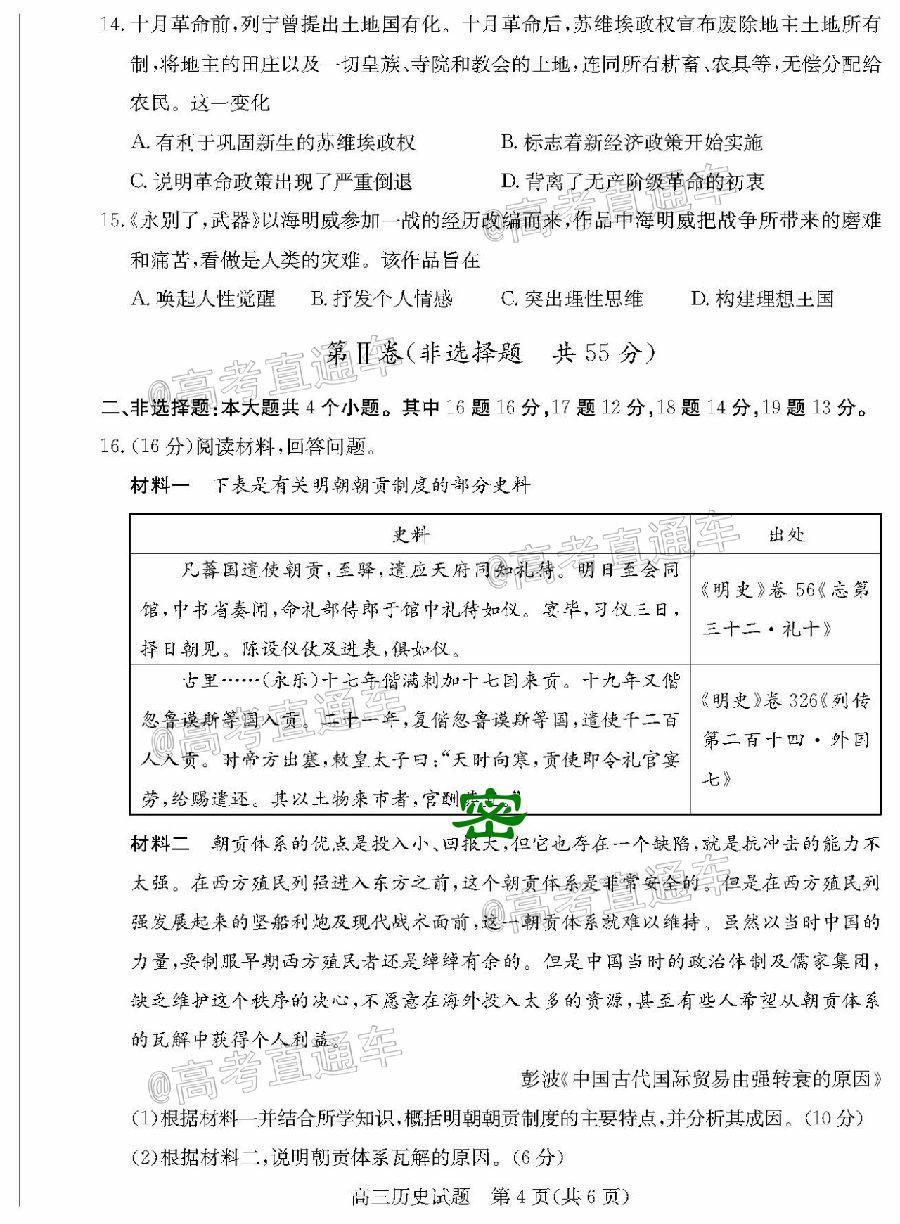 14. 十月革命前,列宁曾提出土地国有化。十月革命后,苏维埃政权宣布废除地主土地所有
制,将地主的田庄以及一切皇族、寺院和教会的土地,连同所有耕畜、农具等,无偿分配给
农民。这一变化
A. 有利于巩固新生的苏维埃政权 B. 标志着新经济政策开始实施
C. 说明革命政策出现了严重倒退 D. 背离了无产阶级革命的初衷
15.《永别了,武器》以海明威参加一战的经历改编而来,作品中海明威把战争所带来的磨难
和痛苦,看做是人类的灾难。该作品旨在
A. 唤起人性觉醒 B. 抒发个人情感 C. 突出理性思维 D. 构建理想王国
第Ⅱ卷(非选择题 共 55 分)
二、非选择题:本大题共 4 个小题。其中 16 题 16 分,17 题 12 分,18 题 14 分,19 题 13 分。
16. (16 分)阅读材料,回答问题。
材料一 下表是有关明朝朝贡制度的部分史料
史料 出处
凡蕃国遣使朝贡,至驿,遣应天府同知礼待。明日至会同
馆,中书省奏闻,命礼部侍郎于馆中礼待如仪。宴毕,习仪三日,
择日朝见。陈设仪仗及进表,俱如仪。
《明史》卷 56《志第
三十二·礼十》
古里……(永乐)十七年偕满剌加十七国来贡。十九年又偕
忽鲁谟斯等国入贡。二十一年,复偕忽鲁谟斯等国,遣使千二百
人入贡。时帝方出塞,敕皇太子曰:“天时向寒,贡使即令礼官宴
劳,给赐遣还。其以土物来市者,官酬
《明史》卷 326《列传
第二百十四·外国
七》
密
材料二 朝贡体系的优点是投入小、回报大,但它也存在一个缺陷,就是抗冲击的能力不
太强。在西方殖民列强进入东方之前,这个朝贡体系是非常安全的。但是在西方殖民列
强发展起来的坚船利炮及现代战术面前,这一朝贡体系就难以维持。虽然以当时中国的
力量,要制服早期西方殖民者还是绰绰有余的。但是中国当时的政治体制及儒家集团,
缺乏维护这个秩序的决心,不愿意在海外投入太多的资源,甚至有些人希望从朝贡体系
的瓦解中获得个人利益。
彭波《中国古代国际贸易由强转衰的原因》
(1)根据材料一并结合所学知识,概括明朝朝贡制度的主要特点,并分析其成因。(10 分)
(2)根据材料二,说明朝贡体系瓦解的原因。(6 分)
高三历史试题 第 4 页(共 6 页)
@高考直通车
@高考直通车
@高考直通车
@高考直通车
@高考直通车
@高考直通车